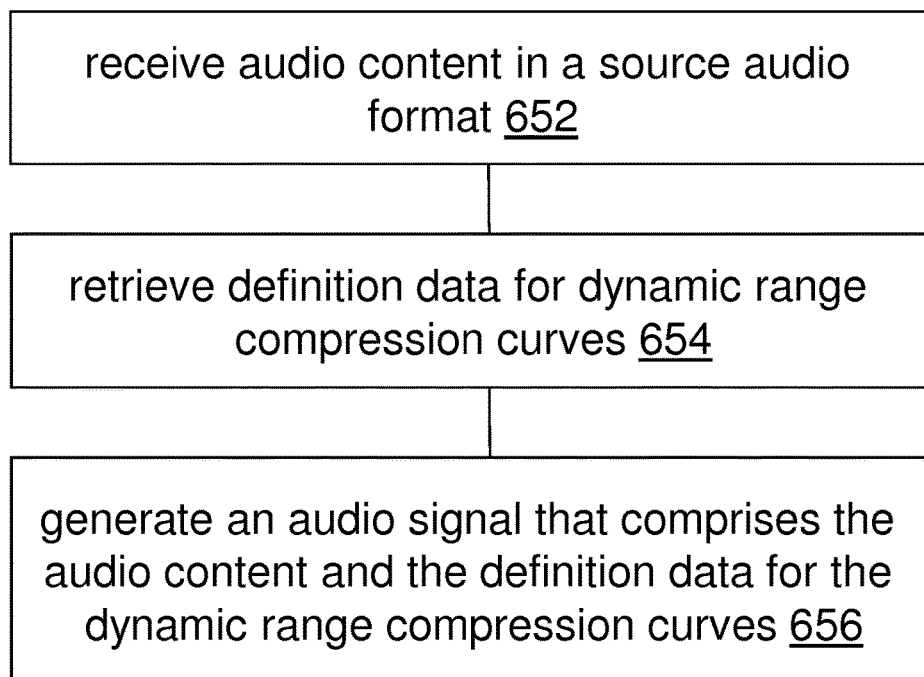 receive audio content in a source audio
format 652
retrieve definition data for dynamic range
compression curves 654
generate an audio signal that comprises the
audio content and the definition data for the
dynamic range compression curves 656